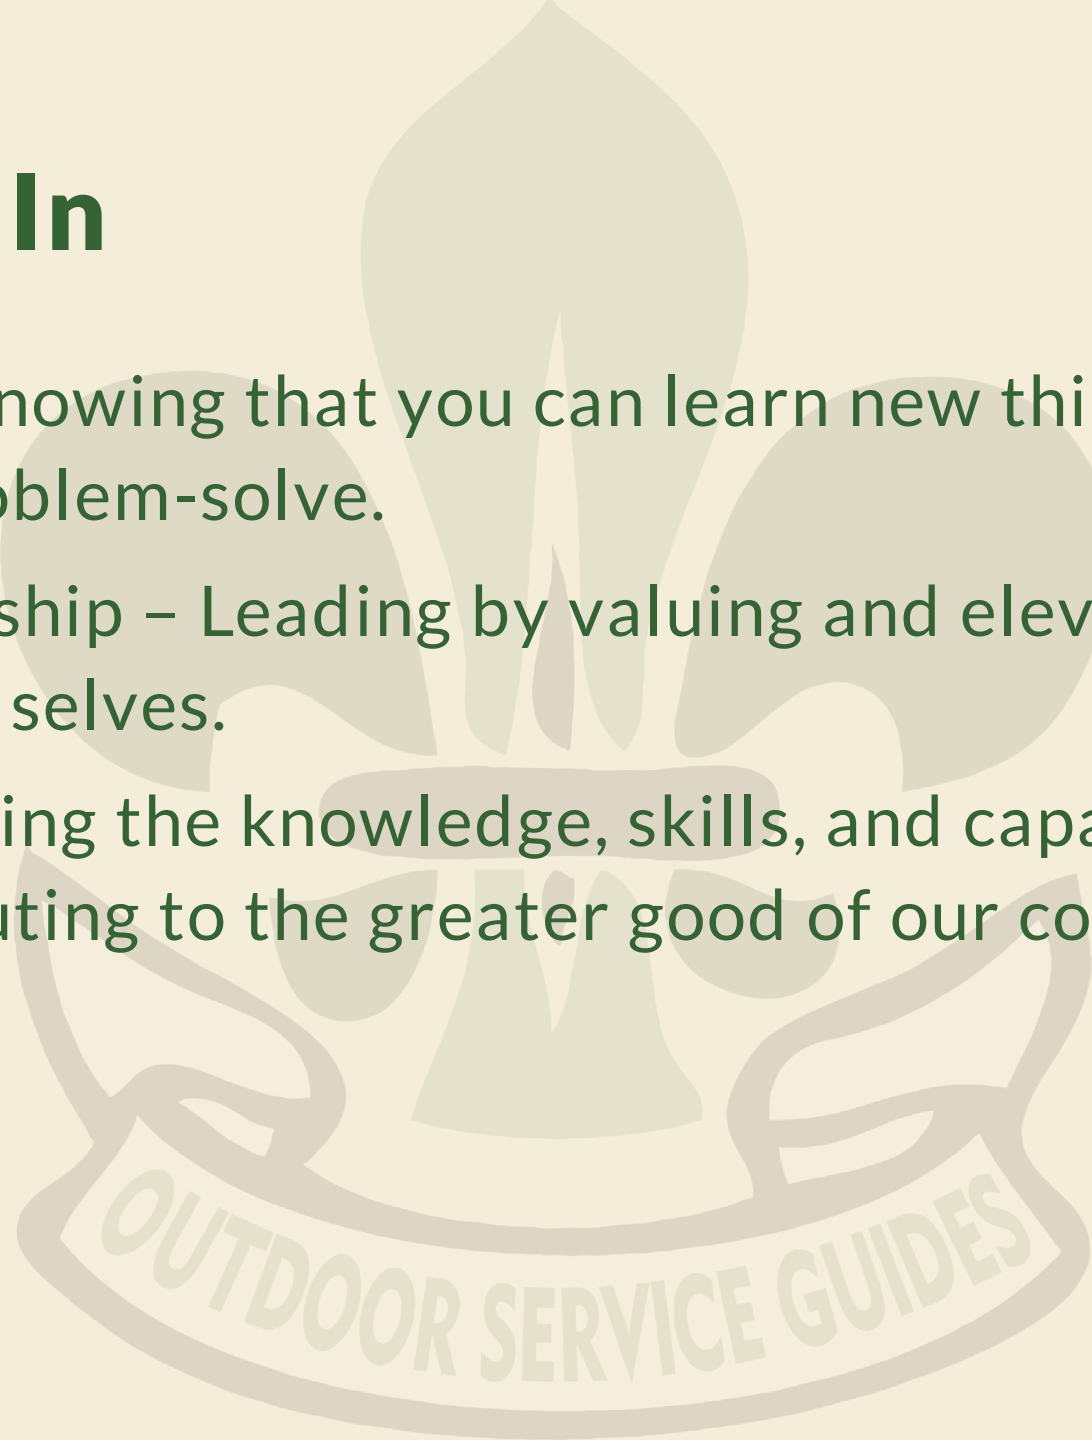 In
nowing that you can learn new thi
oblem-solve.
ship – Leading by valuing and elev
selves.
ing the knowledge, skills, and capa
uting to the greater good of our co
OUTDOOR SERVICE GUIDES